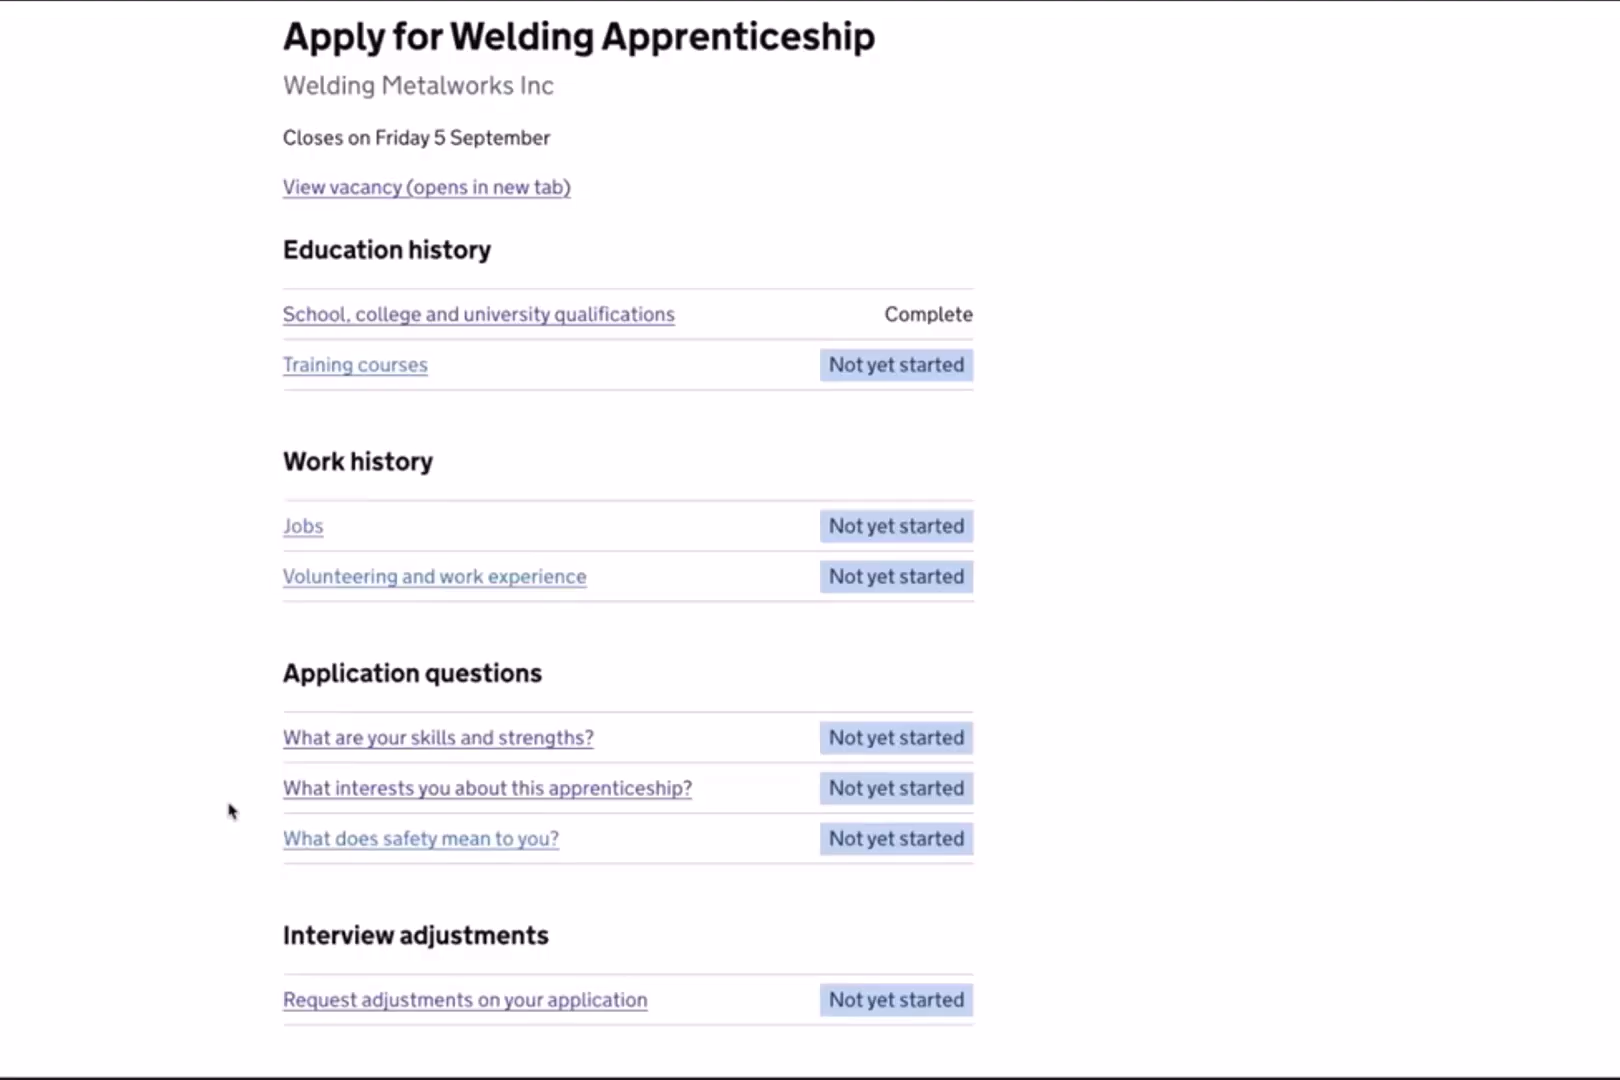 Apply for Welding Apprenticeship
Welding Metalworks Inc
Closes on Friday 5 September
View vacancy (opens in new tab)
Education history
School, college and university qualifications Complete
Training courses Not yet started
Work history
Jobs Not yet started
Volunteering and work experience Not yet started
Application questions
What are your skills and strengths? Not yet started
What interests you about this apprenticeship? Not yet started
What does safety mean to you? Not yet started
Interview adjustments
Request adjustments on your application Not yet started